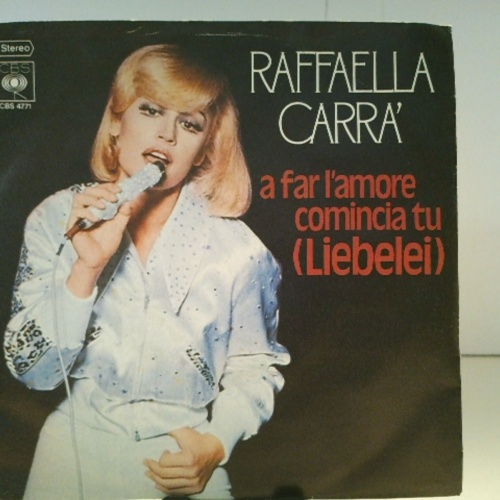 Stereo
CBS
CBS 4771
RAFFAELLA
CARRA'
a far l'amore
comincia tu
(Liebelei)